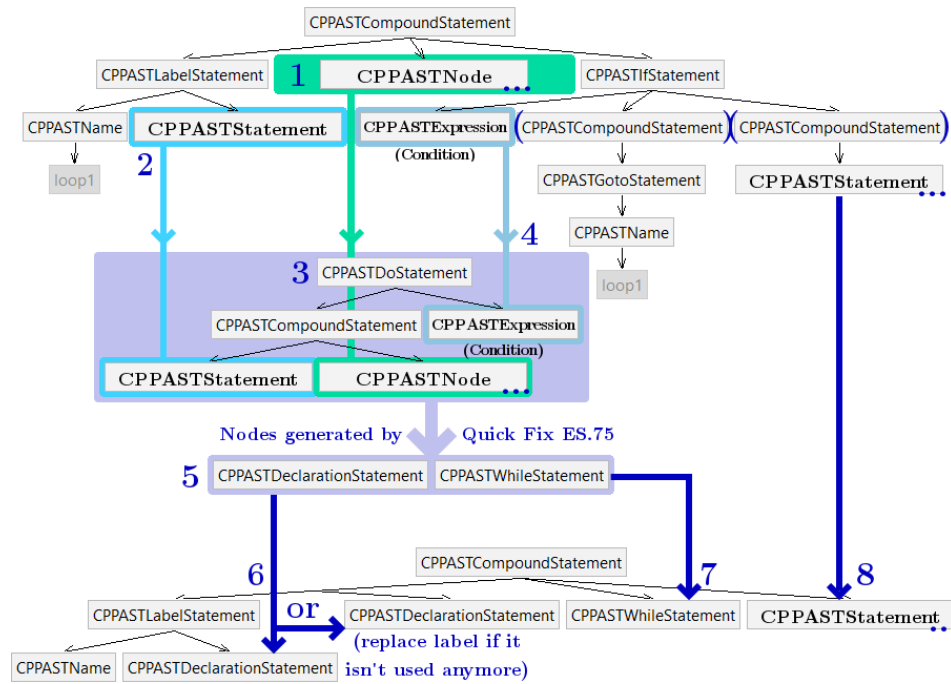 CPPASTCompoundStatement
CPPASTLabelStatement 1 CPPASTNode ... CPPASTIfStatement
CPPASTName CPPASTStatement CPPASTExpression (CPPASTCompoundStatement) (CPPASTCompoundStatement)
(Condition)
2
loop1 CPPASTGotoStatement CPPASTStatement ...
4 CPPASTName
3 CPPASTDoStatement loop1
CPPASTCompoundStatement CPPASTExpression
(Condition)
CPPASTStatement CPPASTNode ...
Nodes generated by Quick Fix ES.75
5 CPPASTDeclarationStatement CPPASTWhileStatement
CPPASTCompoundStatement
6 7 8
CPPASTLabelStatement or CPPASTDeclarationStatement CPPASTWhileStatement CPPASTStatement ...
(replace label if it
CPPASTName CPPASTDeclarationStatement isn't used anymore)